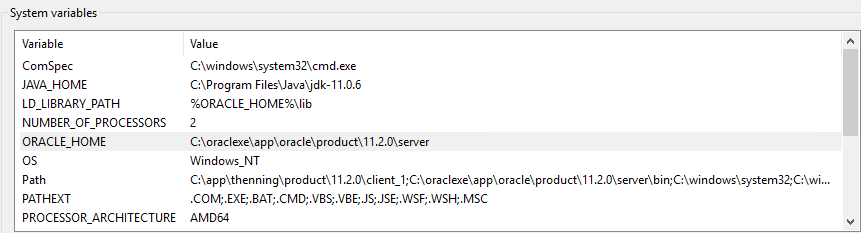 System variables
Variable Value
ComSpec C:\windows\system32\cmd.exe
JAVA_HOME C:\Program Files\Java\jdk-11.0.6
LD_LIBRARY_PATH %ORACLE_HOME%\lib
NUMBER_OF_PROCESSORS 2
ORACLE_HOME C:\oraclexe\app\oracle\product\11.2.0\server
OS Windows_NT
Path C:\app\thenning\product\11.2.0\client_1;C:\oraclexe\app\oracle\product\11.2.0\server\bin;C:\windows\system32;C:\wi...
PATHEXT .COM;.EXE;.BAT;.CMD;.VBS;.VBE;.JS;.JSE;.WSF;.WSH;.MSC
PROCESSOR_ARCHITECTURE AMD64